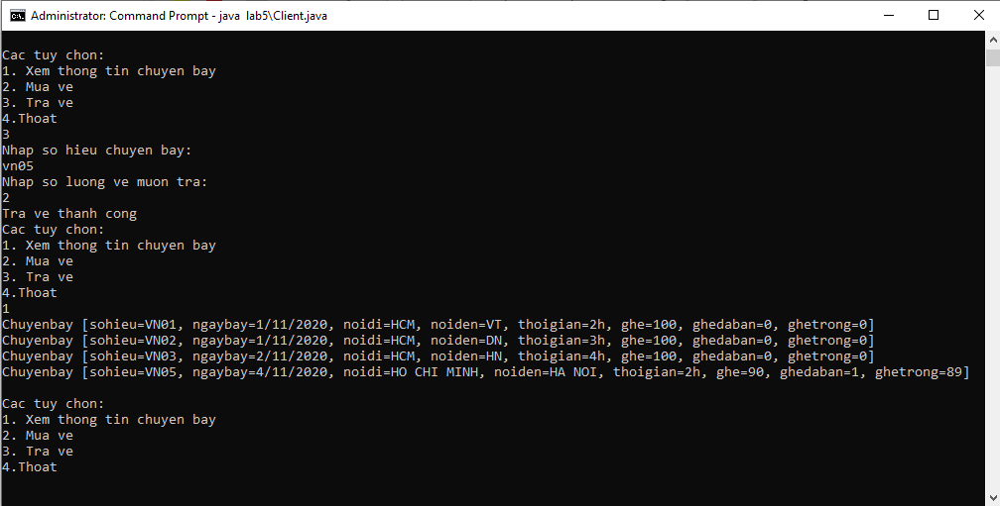 Administrator: Command Prompt - java  lab5\Client.java
Cac tuy chon:
1. Xem thong tin chuyen bay
2. Mua ve
3. Tra ve
4.Thoat
3
Nhap so hieu chuyen bay:
vn05
Nhap so luong ve muon tra:
2
Tra ve thanh cong
Cac tuy chon:
1. Xem thong tin chuyen bay
2. Mua ve
3. Tra ve
4.Thoat
1
Chuyenbay [sohieu=VN01, ngaybay=1/11/2020, noidi=HCM, noiden=VT, thoigian=2h, ghe=100, ghedaban=0, ghetrong=0]
Chuyenbay [sohieu=VN02, ngaybay=1/11/2020, noidi=HCM, noiden=DN, thoigian=3h, ghe=100, ghedaban=0, ghetrong=0]
Chuyenbay [sohieu=VN03, ngaybay=2/11/2020, noidi=HCM, noiden=HN, thoigian=4h, ghe=100, ghedaban=0, ghetrong=0]
Chuyenbay [sohieu=VN05, ngaybay=4/11/2020, noidi=HO CHI MINH, noiden=HA NOI, thoigian=2h, ghe=90, ghedaban=1, ghetrong=89]
Cac tuy chon:
1. Xem thong tin chuyen bay
2. Mua ve
3. Tra ve
4.Thoat